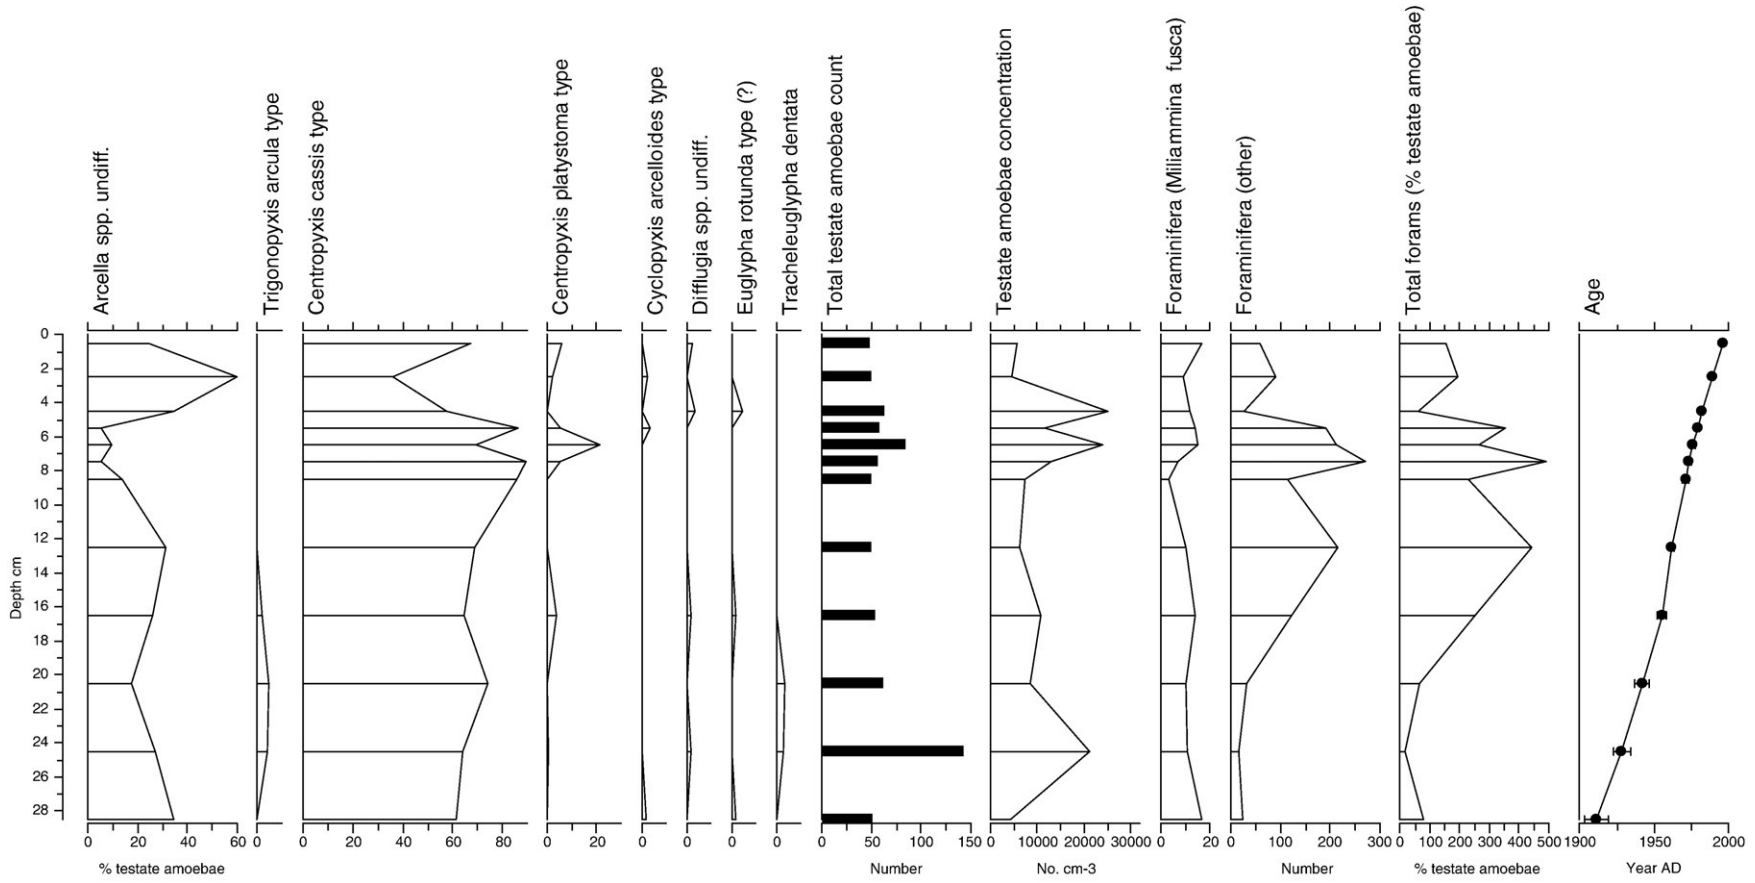 Arcella spp. undiff.
Trigonopyxis arcula type
Centropyxis cassis type
Centropyxis platystoma type
Cyclopyxis arcelloides type
Difflugia spp. undiff.
Euglypha rotunda type (?)
Tracheleuglypha dentata
Total testate amoebae count
Testate amoebae concentration
Foraminifera (Miliammina fusca)
Foraminifera (other)
Total forams (% testate amoebae)
Age
Depth cm
0
2
4
6
8
10
12
14
16
18
20
22
24
26
28
0 20 40 60 0 0 20 40 60 80 0 20 0 0 0 0 0 50 100 150 0 10000 20000 30000 0 20 0 100 200 300 0 100 200 300 400 500 1900 1950 2000
% testate amoebae Number No. cm-3 Number % testate amoebae Year AD